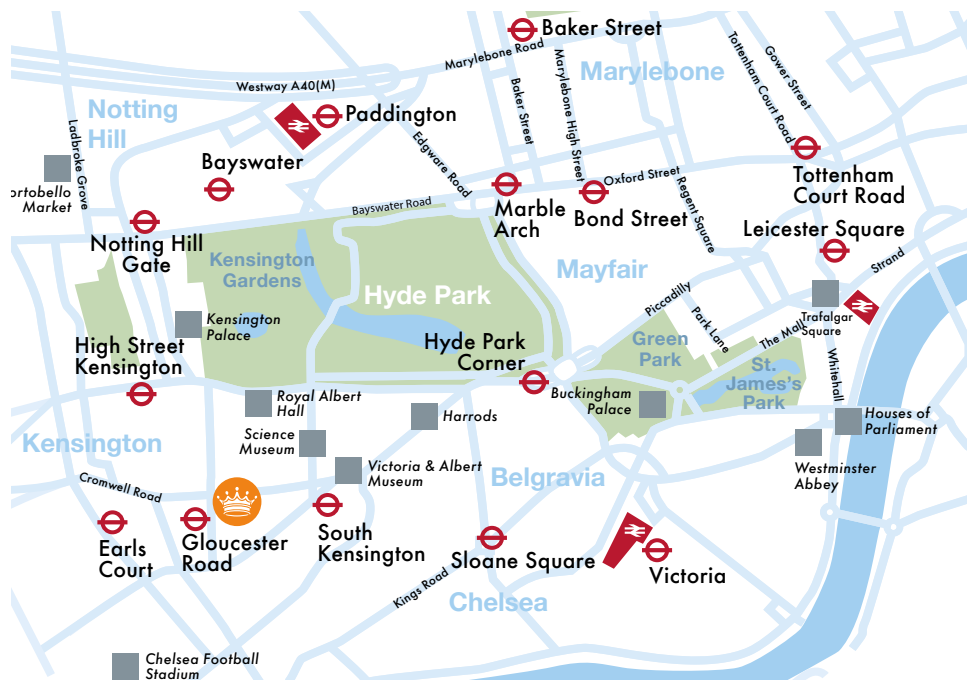 Baker Street
Marylebone Road
Marylebone
Tottenham Court Road
Gower Street
Westway A40(M)
Notting
Hill
Paddington
Baker Street
Marylebone High Street
Ladbroke Grove
Edgware Road
Bayswater
ortobello
Market
Oxford Street
Tottenham
Court Road
Marble
Arch
Bond Street
Regent Square
Bayswater Road
Leicester Square
Notting Hill
Gate
Kensington
Gardens
Mayfair
Strand
Hyde Park
Piccadilly
Kensington
Palace
Trafalgar
Square
Park Lane
The Mall
Green
Park
High Street
Kensington
Hyde Park
Corner
St.
James's
Park
Whitehall
Buckingham
Palace
Royal Albert
Hall
Harrods
Houses of
Parliament
Kensington
Science
Museum
Victoria & Albert
Museum
Belgravia
Westminster
Abbey
Cromwell Road
Earls
Court
Gloucester
Road
South
Kensington
Sloane Square
Victoria
Kings Road
Chelsea
Chelsea Football
Stadium